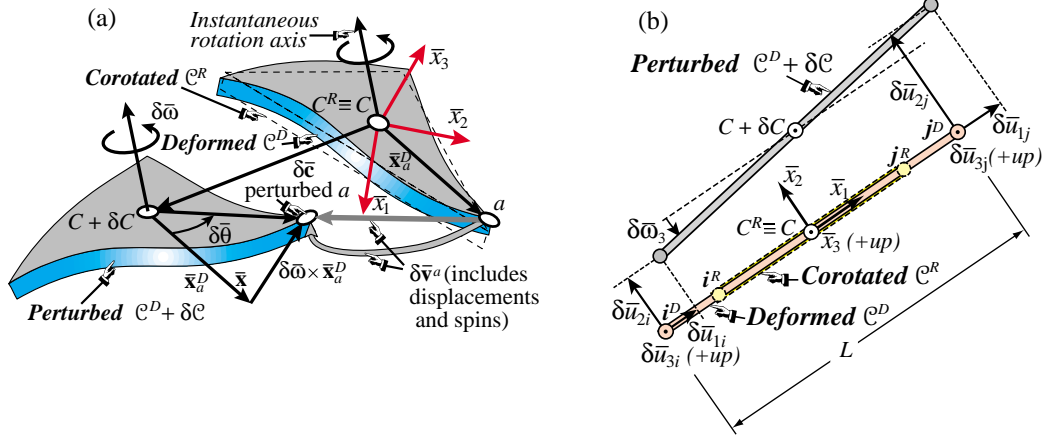 (a)
Instantaneous
rotation axis
Corotated ℂᴿ
δω̄
x̄₃
Cᴿ≡ C
x̄₂
Deformed ℂᴰ
x̄ₐᴰ
δc̄
perturbed a
x̄₁
a
C + δC
δθ̄
x̄ₐᴰ
x̄
δω̄ × x̄ₐᴰ
δv̄ᵃ (includes
displacements
and spins)
Perturbed ℂᴰ+ δℂ
(b)
Perturbed ℂᴰ+ δℂ
δū₂ⱼ
C + δC
jᴰ
δū₁ⱼ
δū₃ⱼ (+up)
jᴿ
x̄₂
x̄₁
δω̄₃
Cᴿ≡ C
x̄₃ (+up)
Corotated ℂᴿ
iᴿ
δū₂ᵢ
iᴰ
Deformed ℂᴰ
δū₁ᵢ
δū₃ᵢ (+up)
L